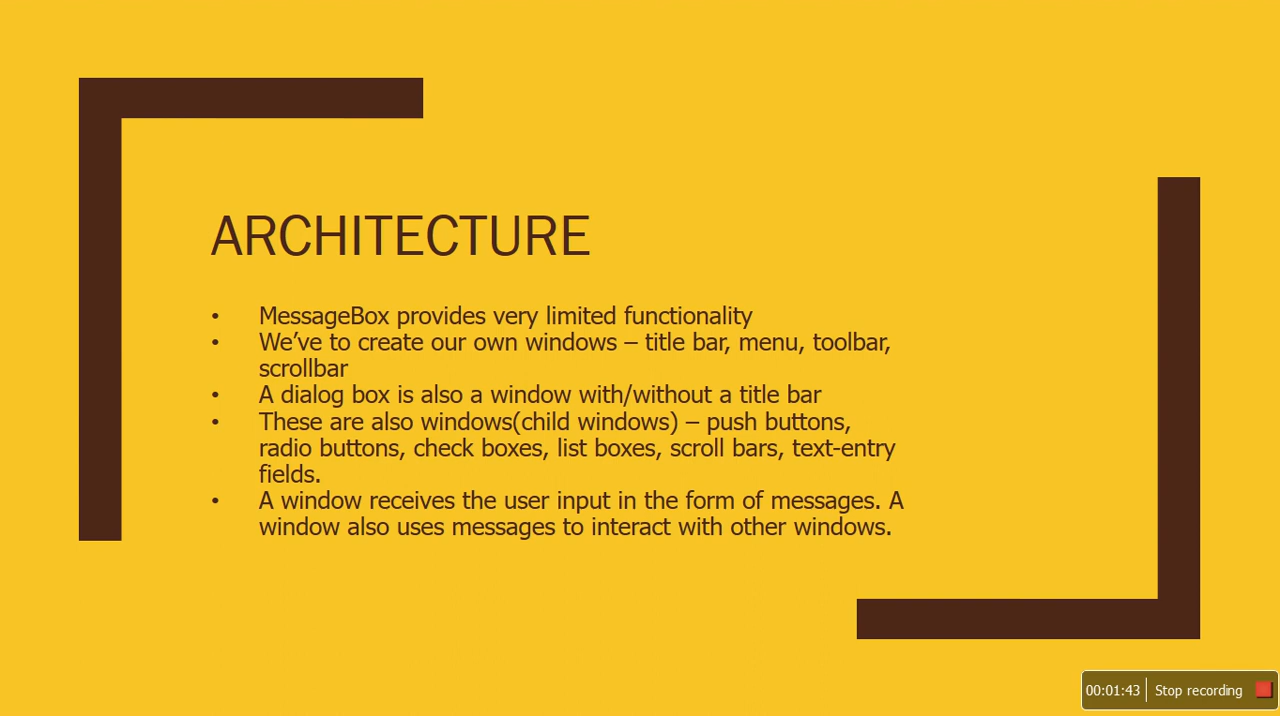 ARCHITECTURE
• MessageBox provides very limited functionality
• We’ve to create our own windows – title bar, menu, toolbar,
scrollbar
• A dialog box is also a window with/without a title bar
• These are also windows(child windows) – push buttons,
radio buttons, check boxes, list boxes, scroll bars, text-entry
fields.
• A window receives the user input in the form of messages. A
window also uses messages to interact with other windows.
00:01:43 Stop recording